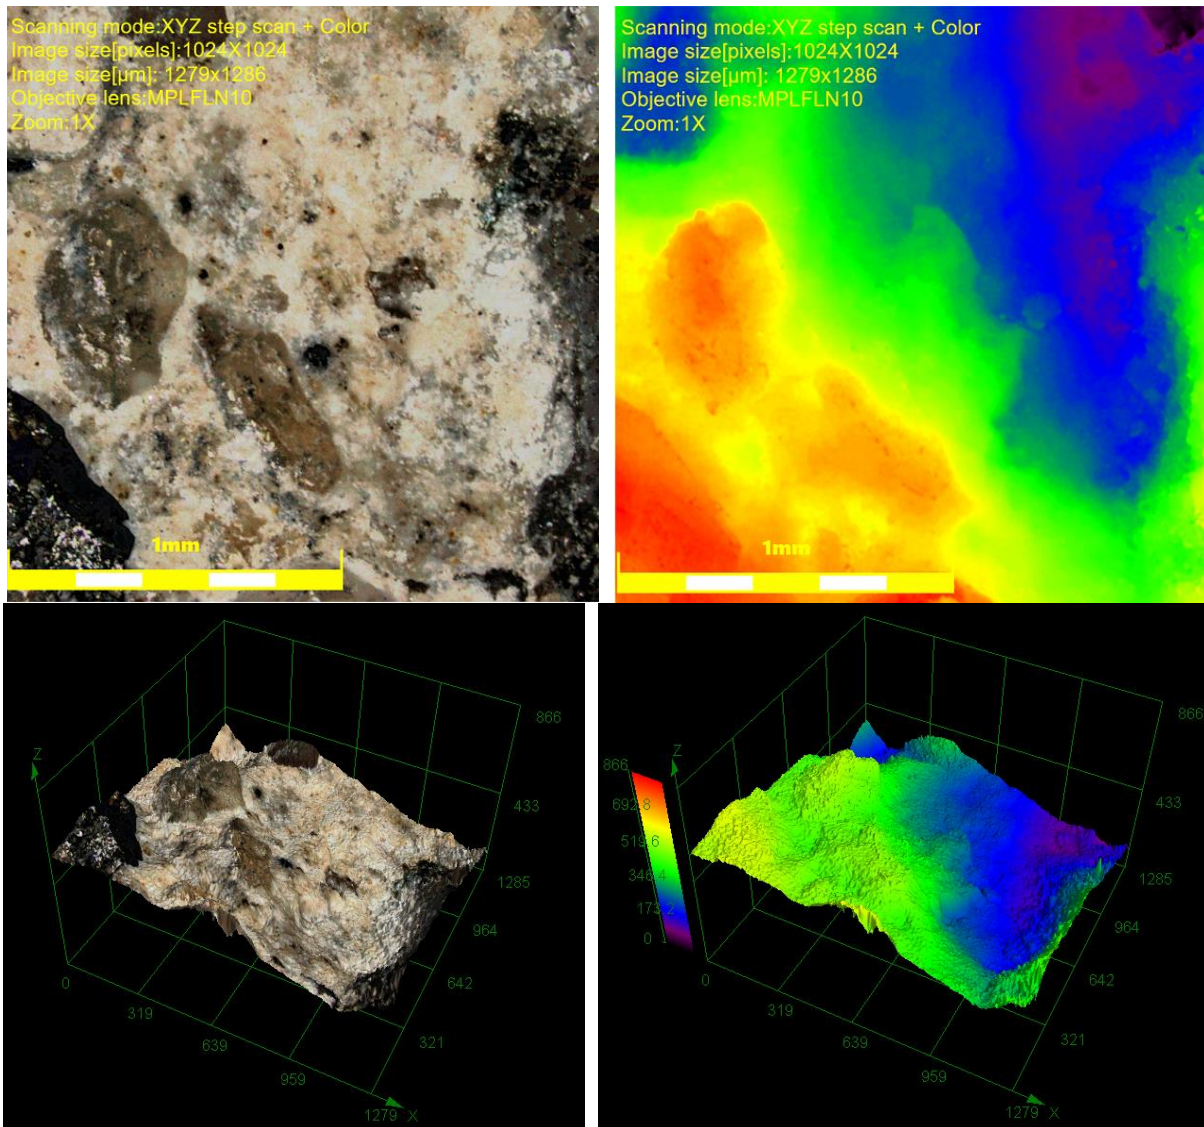 Scanning mode:XYZ step scan + Color
Image size[pixels]:1024X1024
Image size[µm]: 1279x1286
Objective lens:MPLFLN10
Zoom:1X
1mm
Scanning mode:XYZ step scan + Color
Image size[pixels]:1024X1024
Image size[µm]: 1279x1286
Objective lens:MPLFLN10
Zoom:1X
1mm
866
Z
433
1285
964
642
321
0
319
639
959
1279 X
866
Z
866
692.8
519.6
346.4
433
1285
964
642
321
0
319
639
959
1279 X